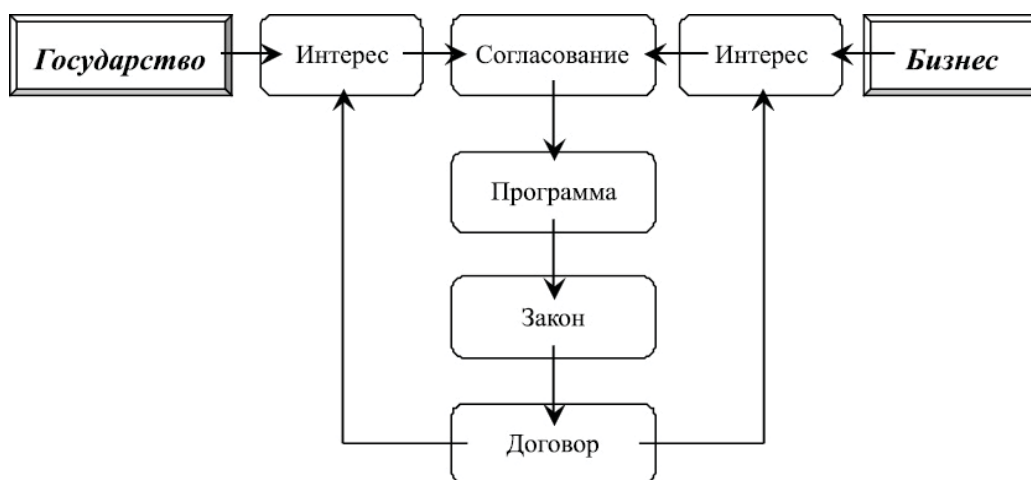 Государство
Интерес
Согласование
Интерес
Бизнес
Программа
Закон
Договор